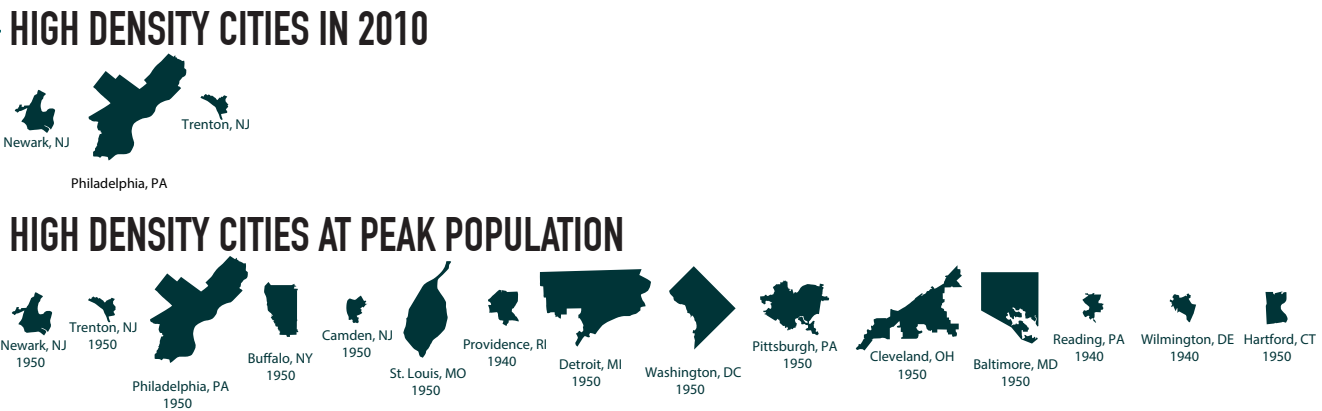 HIGH DENSITY CITIES IN 2010
Newark, NJ
Philadelphia, PA
Trenton, NJ
HIGH DENSITY CITIES AT PEAK POPULATION
Newark, NJ
1950
Trenton, NJ
1950
Philadelphia, PA
1950
Buffalo, NY
1950
Camden, NJ
1950
St. Louis, MO
1950
Providence, RI
1940
Detroit, MI
1950
Washington, DC
1950
Pittsburgh, PA
1950
Cleveland, OH
1950
Baltimore, MD
1950
Reading, PA
1940
Wilmington, DE
1940
Hartford, CT
1950